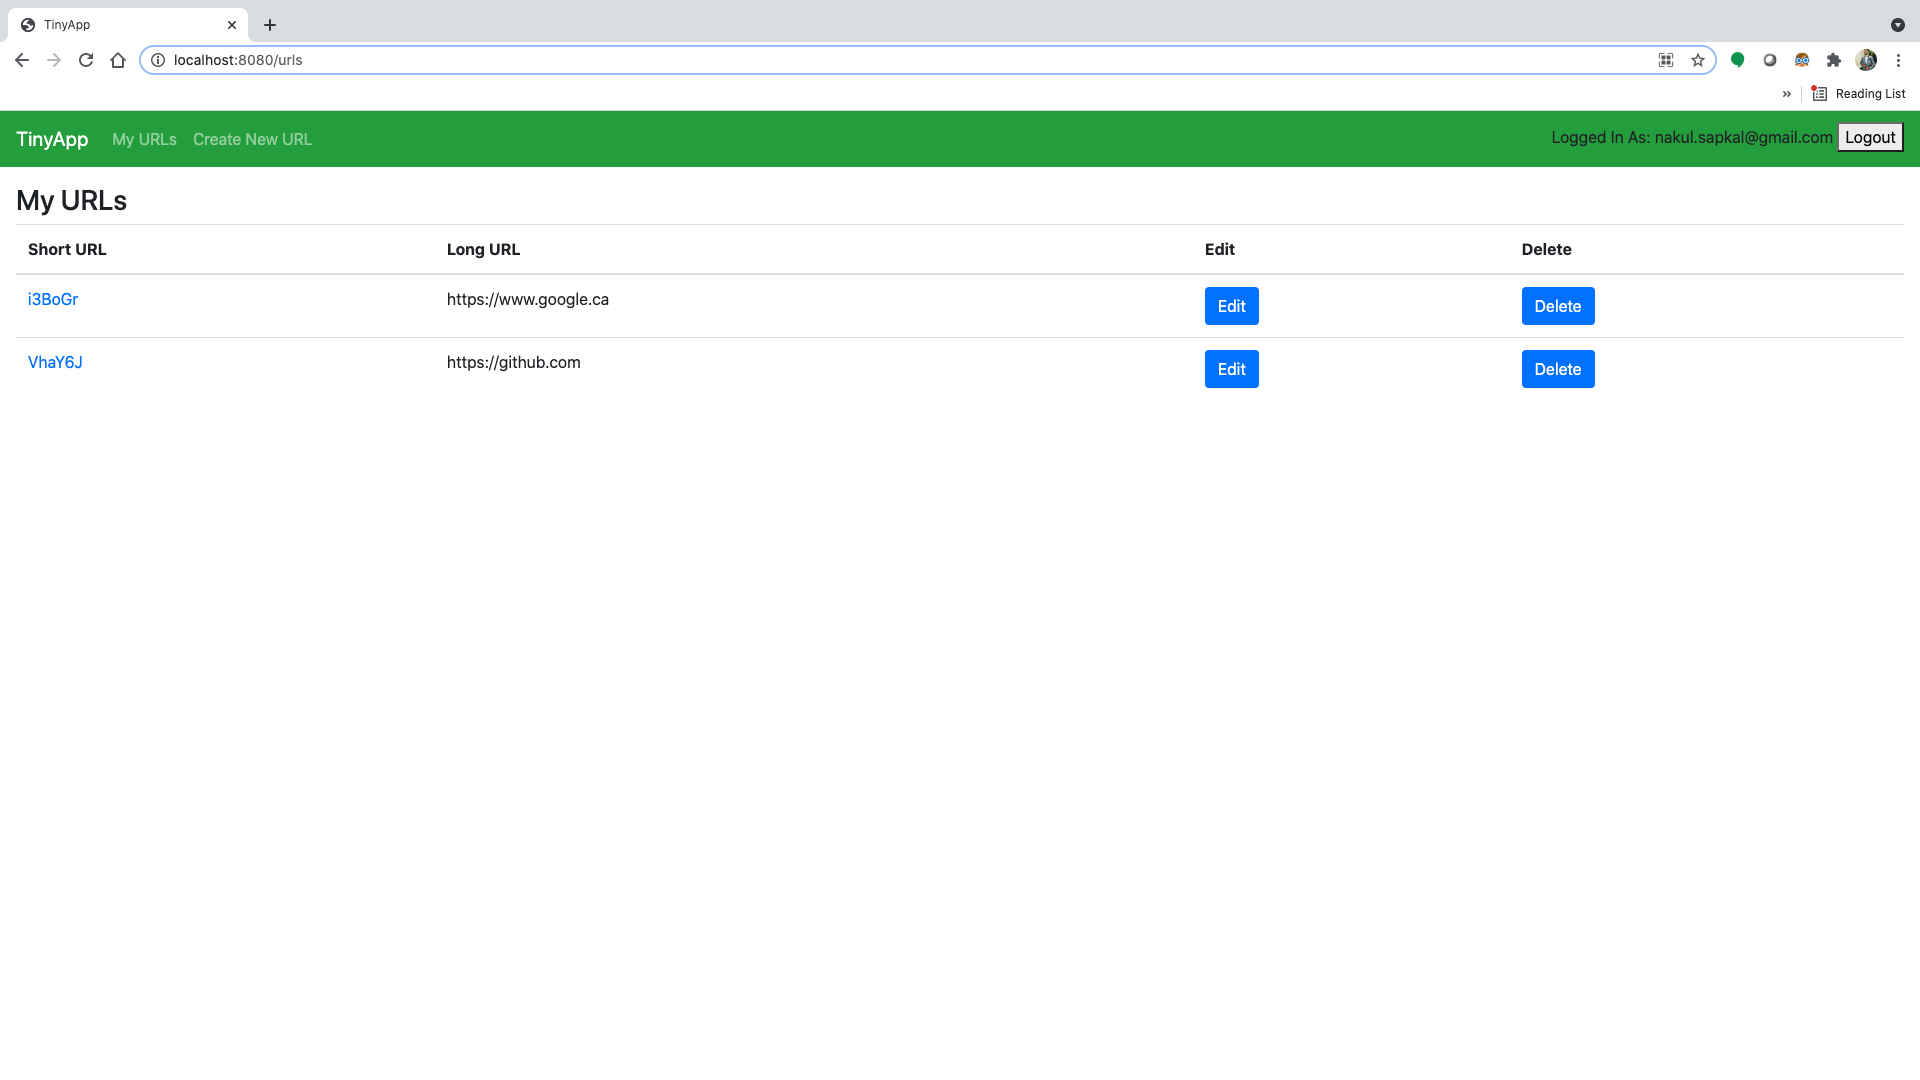 TinyApp
localhost:8080/urls
» Reading List
TinyApp My URLs Create New URL Logged In As: nakul.sapkal@gmail.com Logout
My URLs
Short URL Long URL Edit Delete
i3BoGr https://www.google.ca Edit Delete
VhaY6J https://github.com Edit Delete